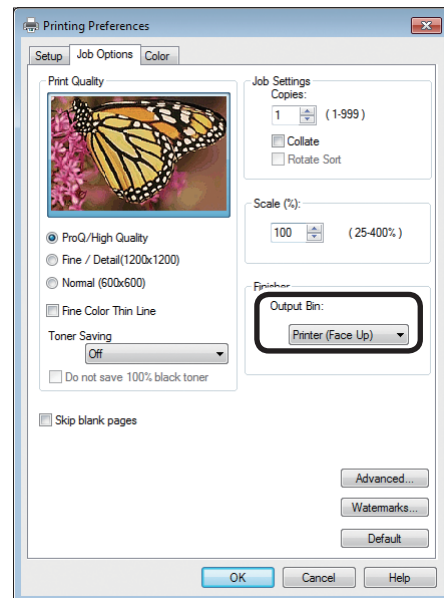 Printing Preferences
Setup
Job Options
Color
Print Quality
ProQ/High Quality
Fine / Detail(1200x1200)
Normal (600x600)
Fine Color Thin Line
Toner Saving
Off
Do not save 100% black toner
Skip blank pages
Job Settings
Copies:
1 ( 1-999 )
Collate
Rotate Sort
Scale (%):
100 ( 25-400% )
Finisher
Output Bin:
Printer (Face Up)
Advanced...
Watermarks...
Default
OK
Cancel
Help